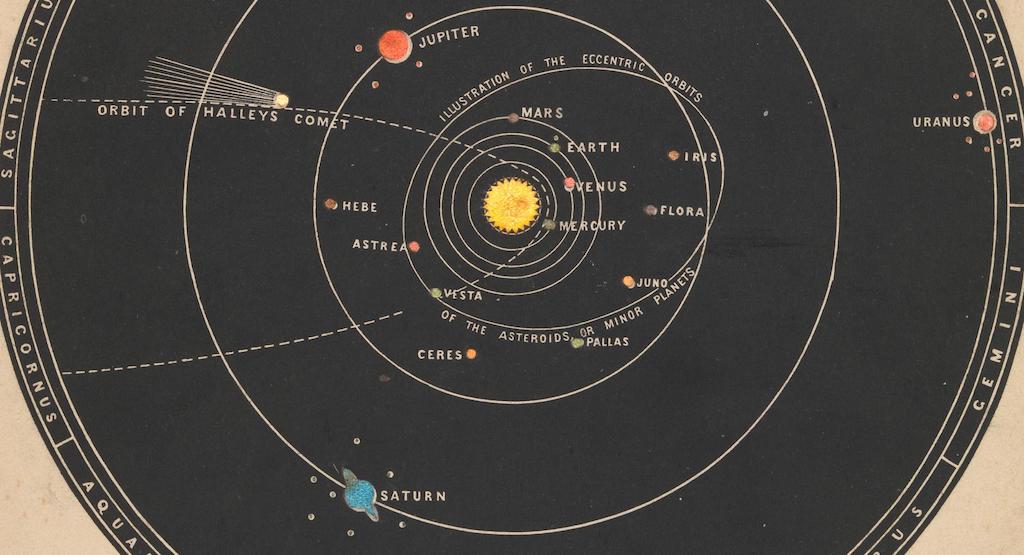 SAGITTARIU
CAPRICORNUS
AQUA
CANCER
GEMINI
US
JUPITER
ILLUSTRATION OF THE ECCENTRIC ORBITS
ORBIT OF HALLEYS COMET
MARS
EARTH
URANUS
IRIS
VENUS
HEBE
FLORA
MERCURY
ASTREA
JUNO
VESTA
OF THE ASTEROIDS, OR MINOR PLANETS
PALLAS
CERES
SATURN